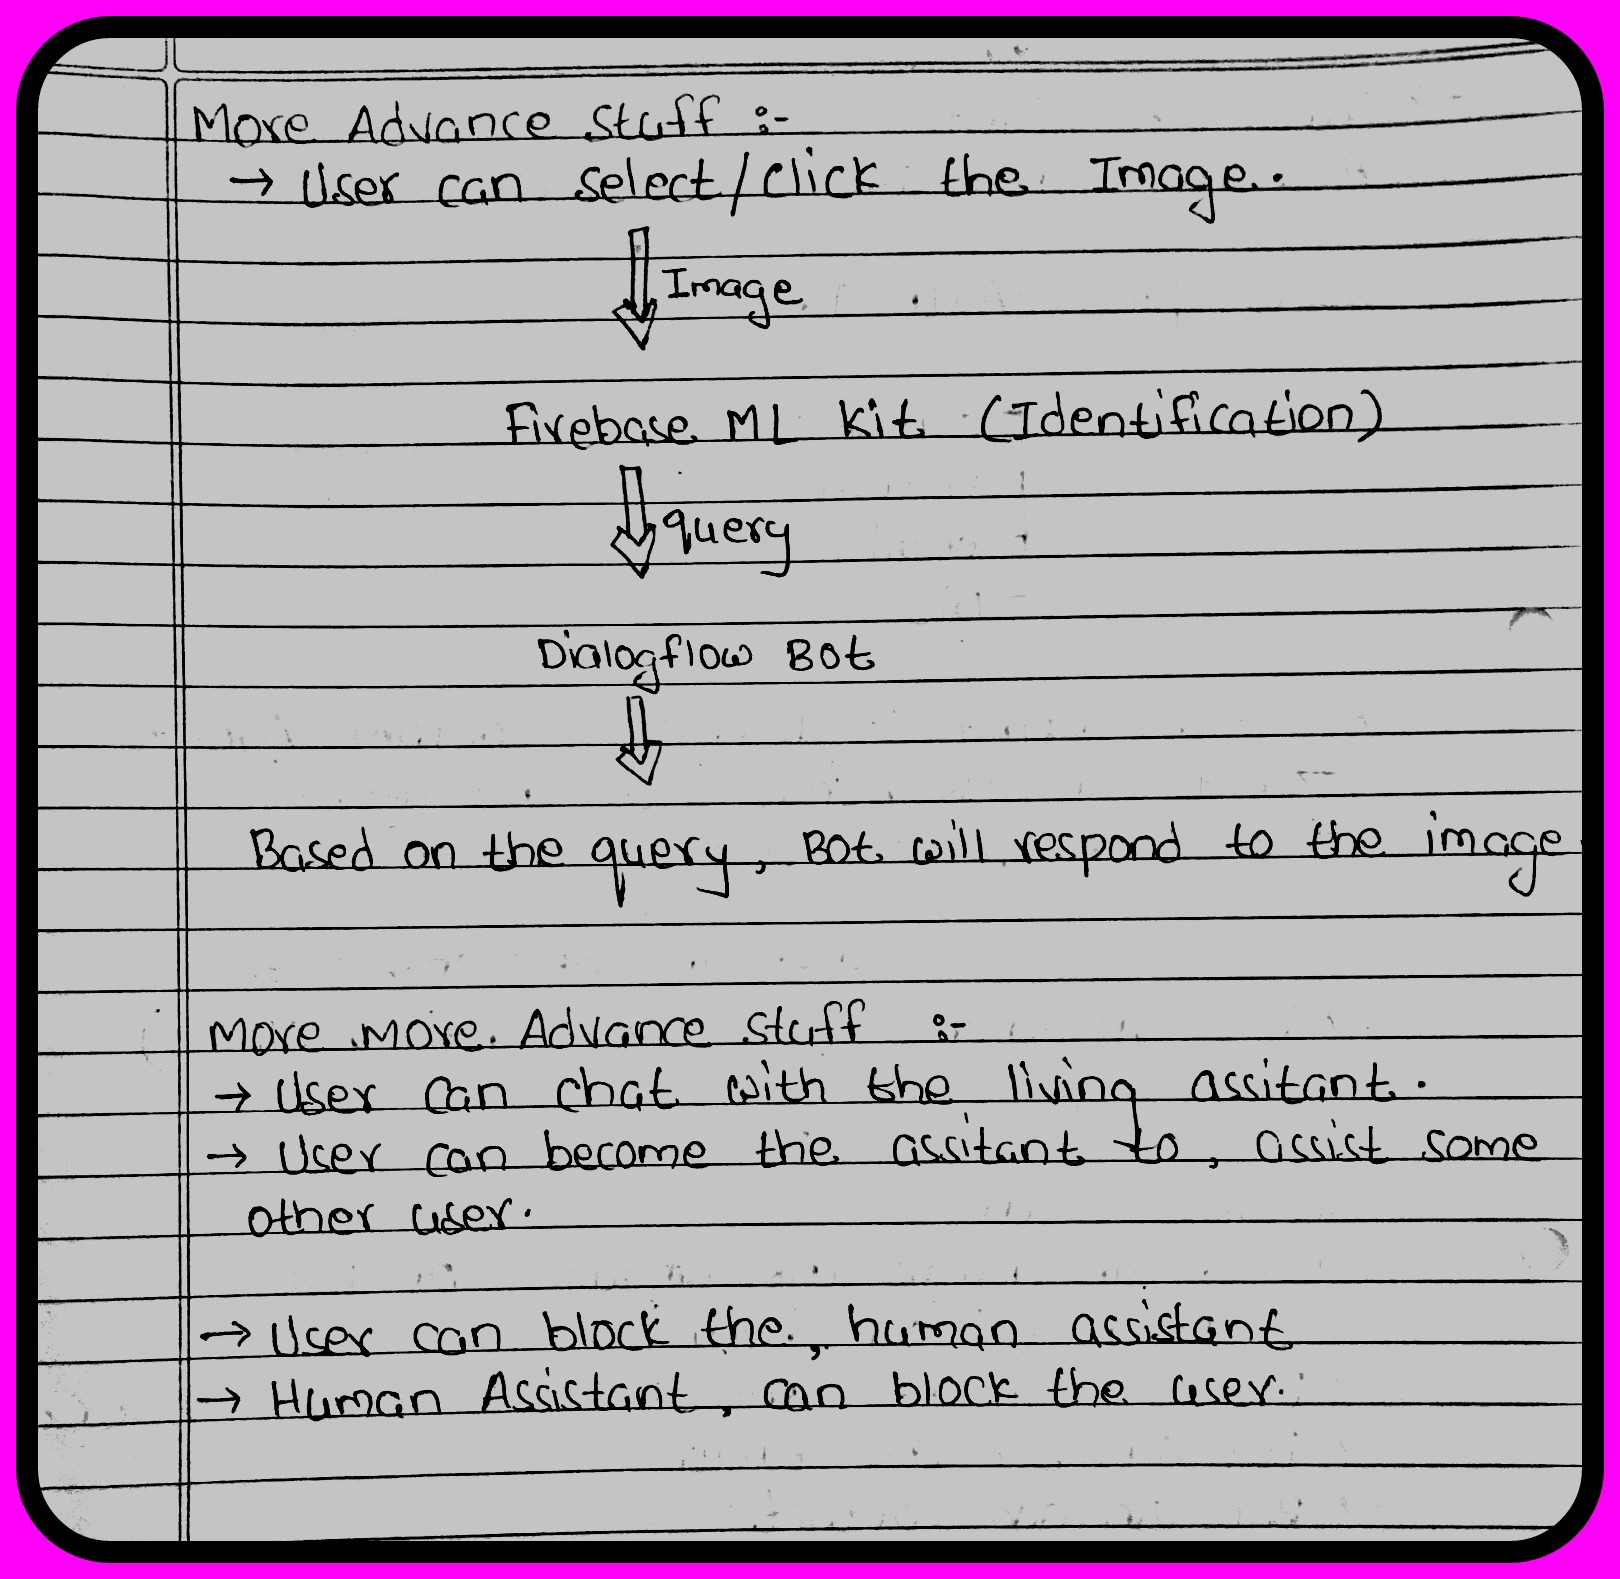 More Advance Stuff :-
→ User can select/click the Image.
Image
Firebase ML Kit (Identification)
query
Dialogflow Bot
Based on the query, Bot will respond to the image
More more Advance stuff :-
→ User can chat with the living assitant.
→ User can become the assitant to, assist some
other user.
→ User can block the, human assistant
→ Human Assistant, can block the user.